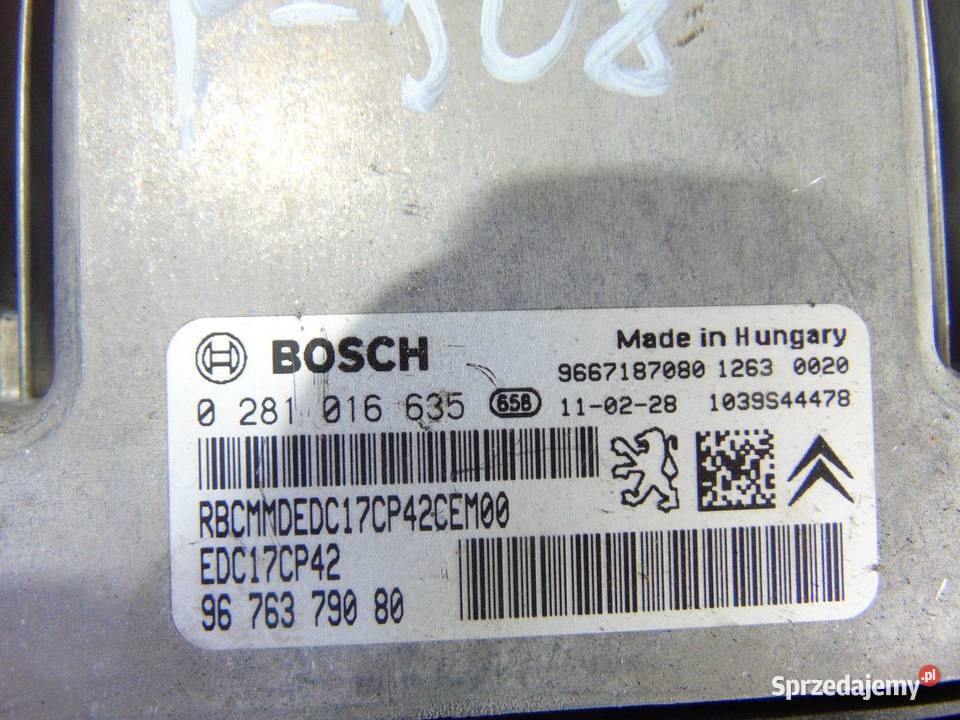 P-508
BOSCH
Made in Hungary
9667187080 1263 0020
0 281 016 635 658 11-02-28 1039S44478
RBCMMDEDC17CP42CEM00
EDC17CP42
96 763 790 80
Sprzedajemy.pl